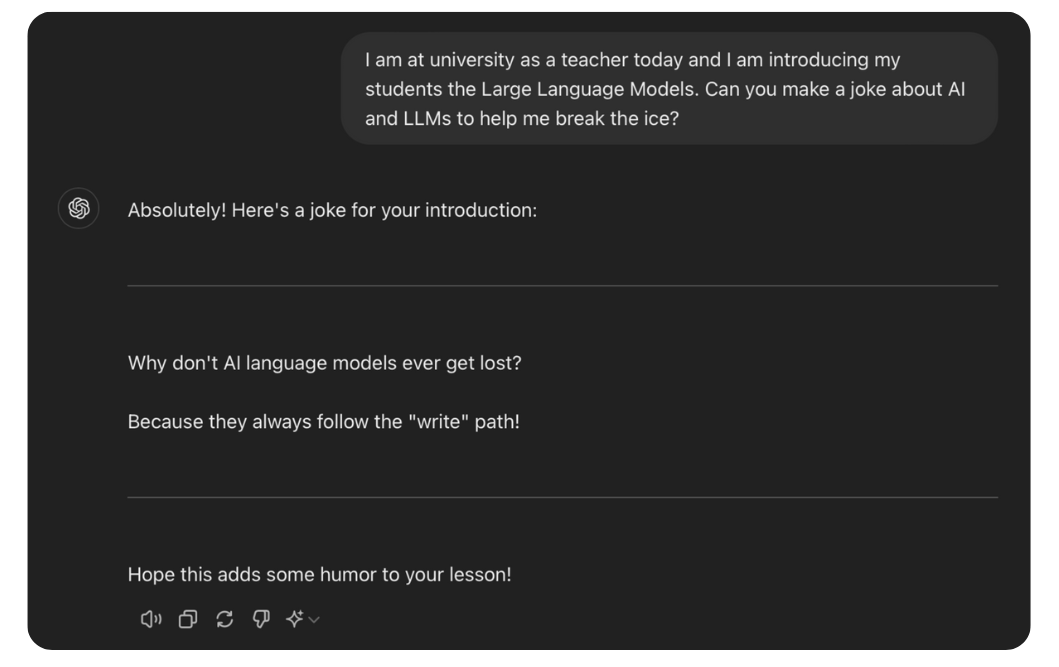 I am at university as a teacher today and I am introducing my
students the Large Language Models. Can you make a joke about AI
and LLMs to help me break the ice?
Absolutely! Here's a joke for your introduction:
Why don't AI language models ever get lost?
Because they always follow the "write" path!
Hope this adds some humor to your lesson!